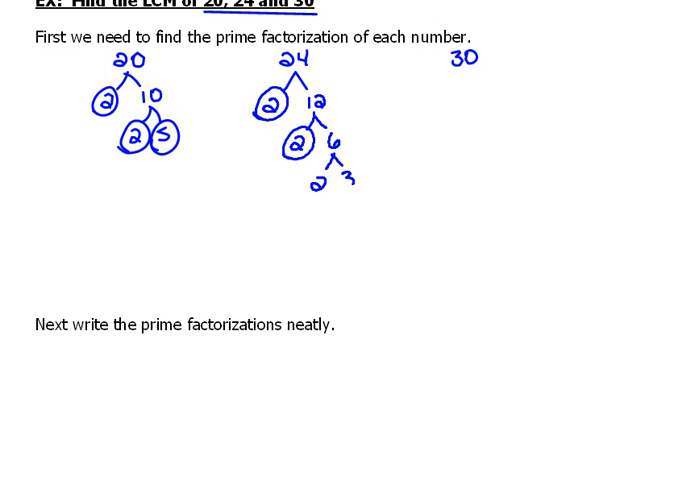 EX: Find the LCM of 20, 24 and 30
First we need to find the prime factorization of each number.
20 24 30
2 10 2 12
2 5 2 6
2 3
Next write the prime factorizations neatly.